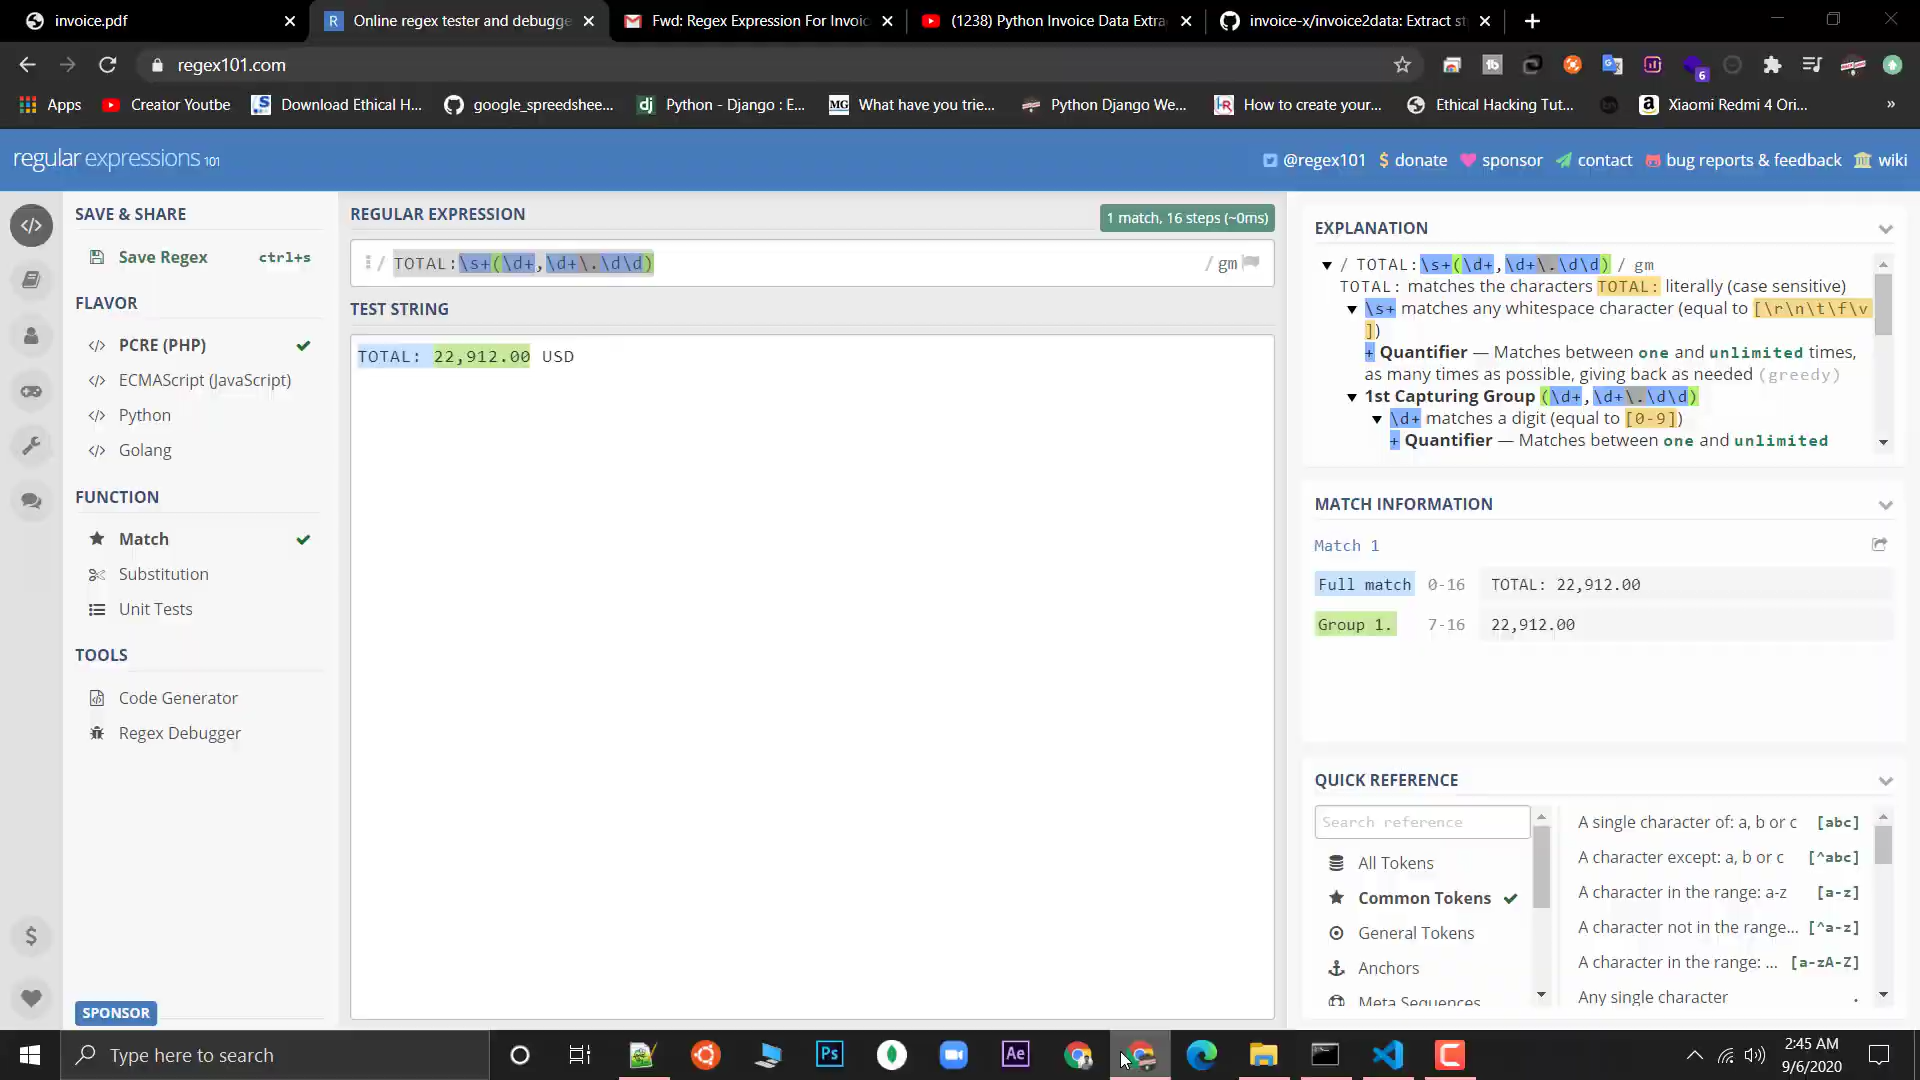 invoice.pdf
Online regex tester and debugge
Fwd: Regex Expression For Invoic
(1238) Python Invoice Data Extra
invoice-x/invoice2data: Extract st
regex101.com
6
Apps
Creator Youtbe
Download Ethical H...
google_spreedshee...
dj Python - Django : E...
MG What have you trie...
Python Django We...
How to create your...
Ethical Hacking Tut...
Xiaomi Redmi 4 Ori...
»
regular expressions 101
@regex101
$ donate
sponsor
contact
bug reports & feedback
wiki
SAVE & SHARE
Save Regex ctrl+s
FLAVOR
</> PCRE (PHP)
</> ECMAScript (JavaScript)
</> Python
</> Golang
FUNCTION
Match
Substitution
Unit Tests
TOOLS
Code Generator
Regex Debugger
SPONSOR
REGULAR EXPRESSION
1 match, 16 steps (~0ms)
/ TOTAL:\s+(\d+,\d+\.\d\d) / gm
TEST STRING
TOTAL: 22,912.00 USD
EXPLANATION
/ TOTAL:\s+(\d+,\d+\.\d\d) / gm
TOTAL: matches the characters TOTAL: literally (case sensitive)
\s+ matches any whitespace character (equal to [\r\n\t\f\v
])
+ Quantifier — Matches between one and unlimited times,
as many times as possible, giving back as needed (greedy)
1st Capturing Group (\d+,\d+\.\d\d)
\d+ matches a digit (equal to [0-9])
+ Quantifier — Matches between one and unlimited
MATCH INFORMATION
Match 1
Full match 0-16 TOTAL: 22,912.00
Group 1. 7-16 22,912.00
QUICK REFERENCE
Search reference
All Tokens
Common Tokens
General Tokens
Anchors
Meta Sequences
A single character of: a, b or c [abc]
A character except: a, b or c [^abc]
A character in the range: a-z [a-z]
A character not in the range... [^a-z]
A character in the range: ... [a-zA-Z]
Any single character .
Type here to search
Ps
Ae
2:45 AM
9/6/2020